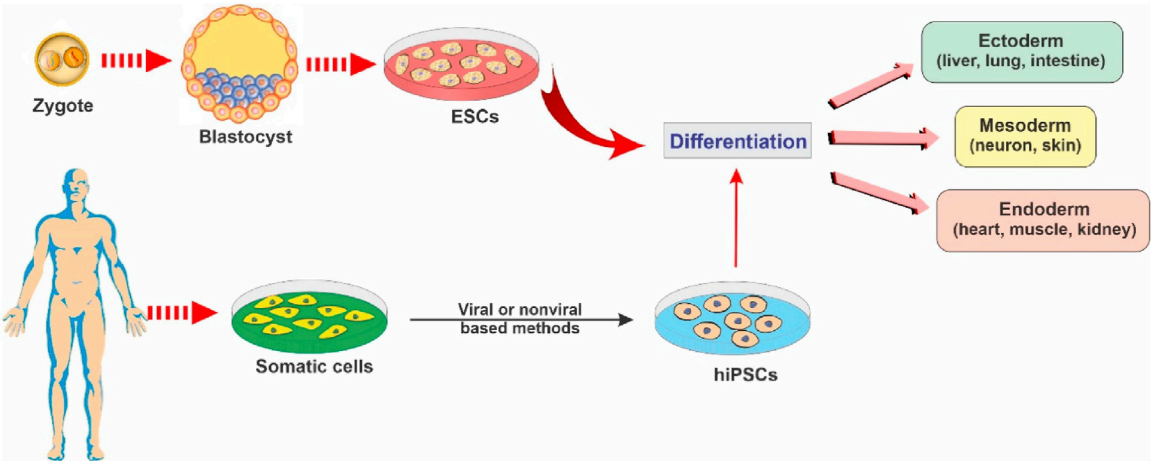 Zygote
Blastocyst
ESCs
Differentiation
Ectoderm
(liver, lung, intestine)
Mesoderm
(neuron, skin)
Endoderm
(heart, muscle, kidney)
Somatic cells
Viral or nonviral
based methods
hiPSCs